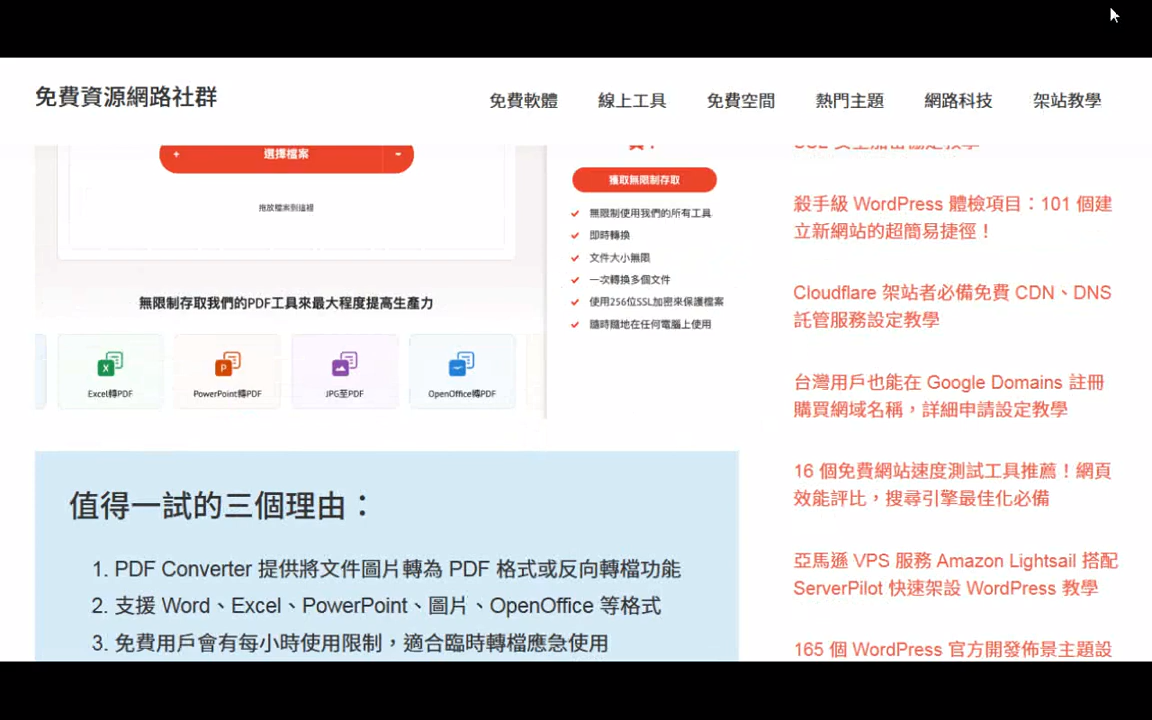 免費資源網路社群
免費軟體
線上工具
免費空間
熱門主題
網路科技
架站教學
選擇檔案
拖放檔案到這裡
無限制存取我們的PDF工具來最大程度提高生產力
Excel轉PDF
PowerPoint轉PDF
JPG至PDF
OpenOffice轉PDF
獲取無限制存取
無限制使用我們的所有工具
即時轉換
文件大小無限
一次轉換多個文件
使用256位SSL加密來保護檔案
隨時隨地在任何電腦上使用
值得一試的三個理由：
1. PDF Converter 提供將文件圖片轉為 PDF 格式或反向轉檔功能
2. 支援 Word、Excel、PowerPoint、圖片、OpenOffice 等格式
3. 免費用戶會有每小時使用限制，適合臨時轉檔應急使用
殺手級 WordPress 體檢項目：101 個建
立新網站的超簡易捷徑！
Cloudflare 架站者必備免費 CDN、DNS
託管服務設定教學
台灣用戶也能在 Google Domains 註冊
購買網域名稱，詳細申請設定教學
16 個免費網站速度測試工具推薦！網頁
效能評比，搜尋引擎最佳化必備
亞馬遜 VPS 服務 Amazon Lightsail 搭配
ServerPilot 快速架設 WordPress 教學
165 個 WordPress 官方開發佈景主題設